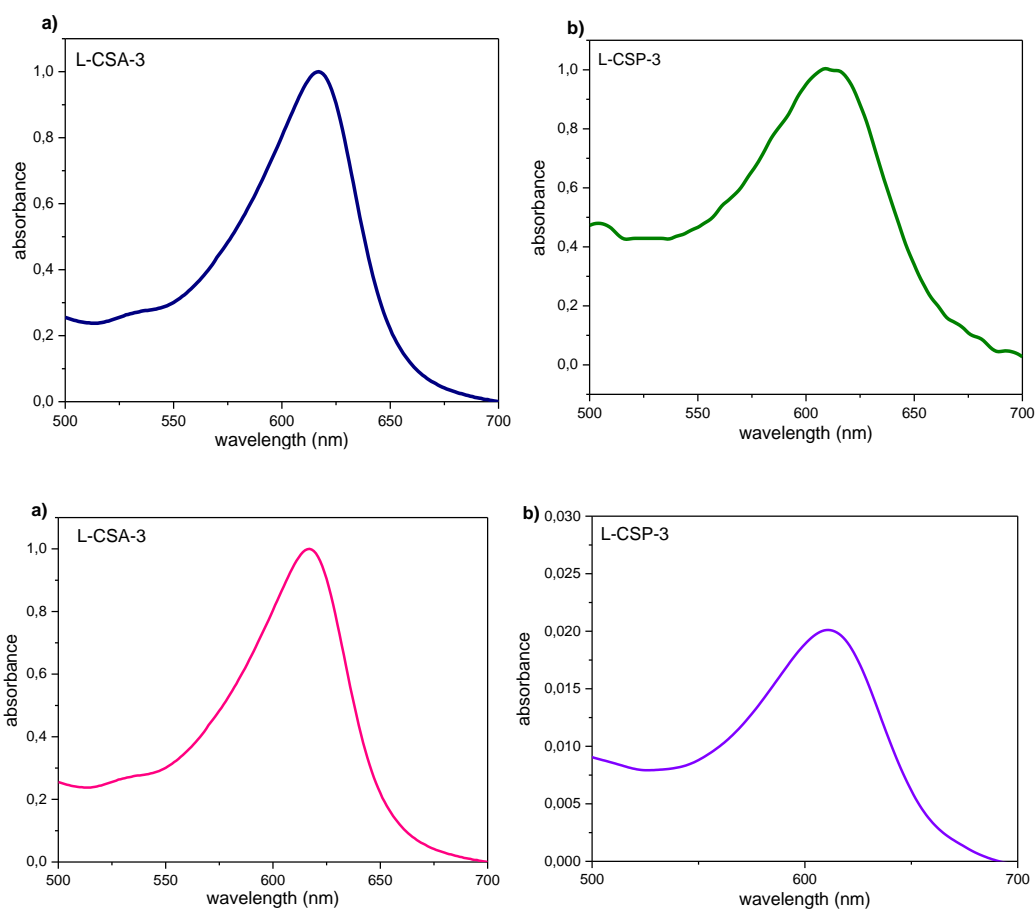 a)
L-CSA-3
1,0
0,8
0,6
0,4
0,2
0,0
absorbance
500 550 600 650 700
wavelength (nm)
b)
L-CSP-3
1,0
0,8
0,6
0,4
0,2
0,0
absorbance
500 550 600 650 700
wavelength (nm)
a)
L-CSA-3
1,0
0,8
0,6
0,4
0,2
0,0
absorbance
500 550 600 650 700
wavelength (nm)
b)
L-CSP-3
0,030
0,025
0,020
0,015
0,010
0,005
0,000
absorbance
500 600 700
wavelength (nm)